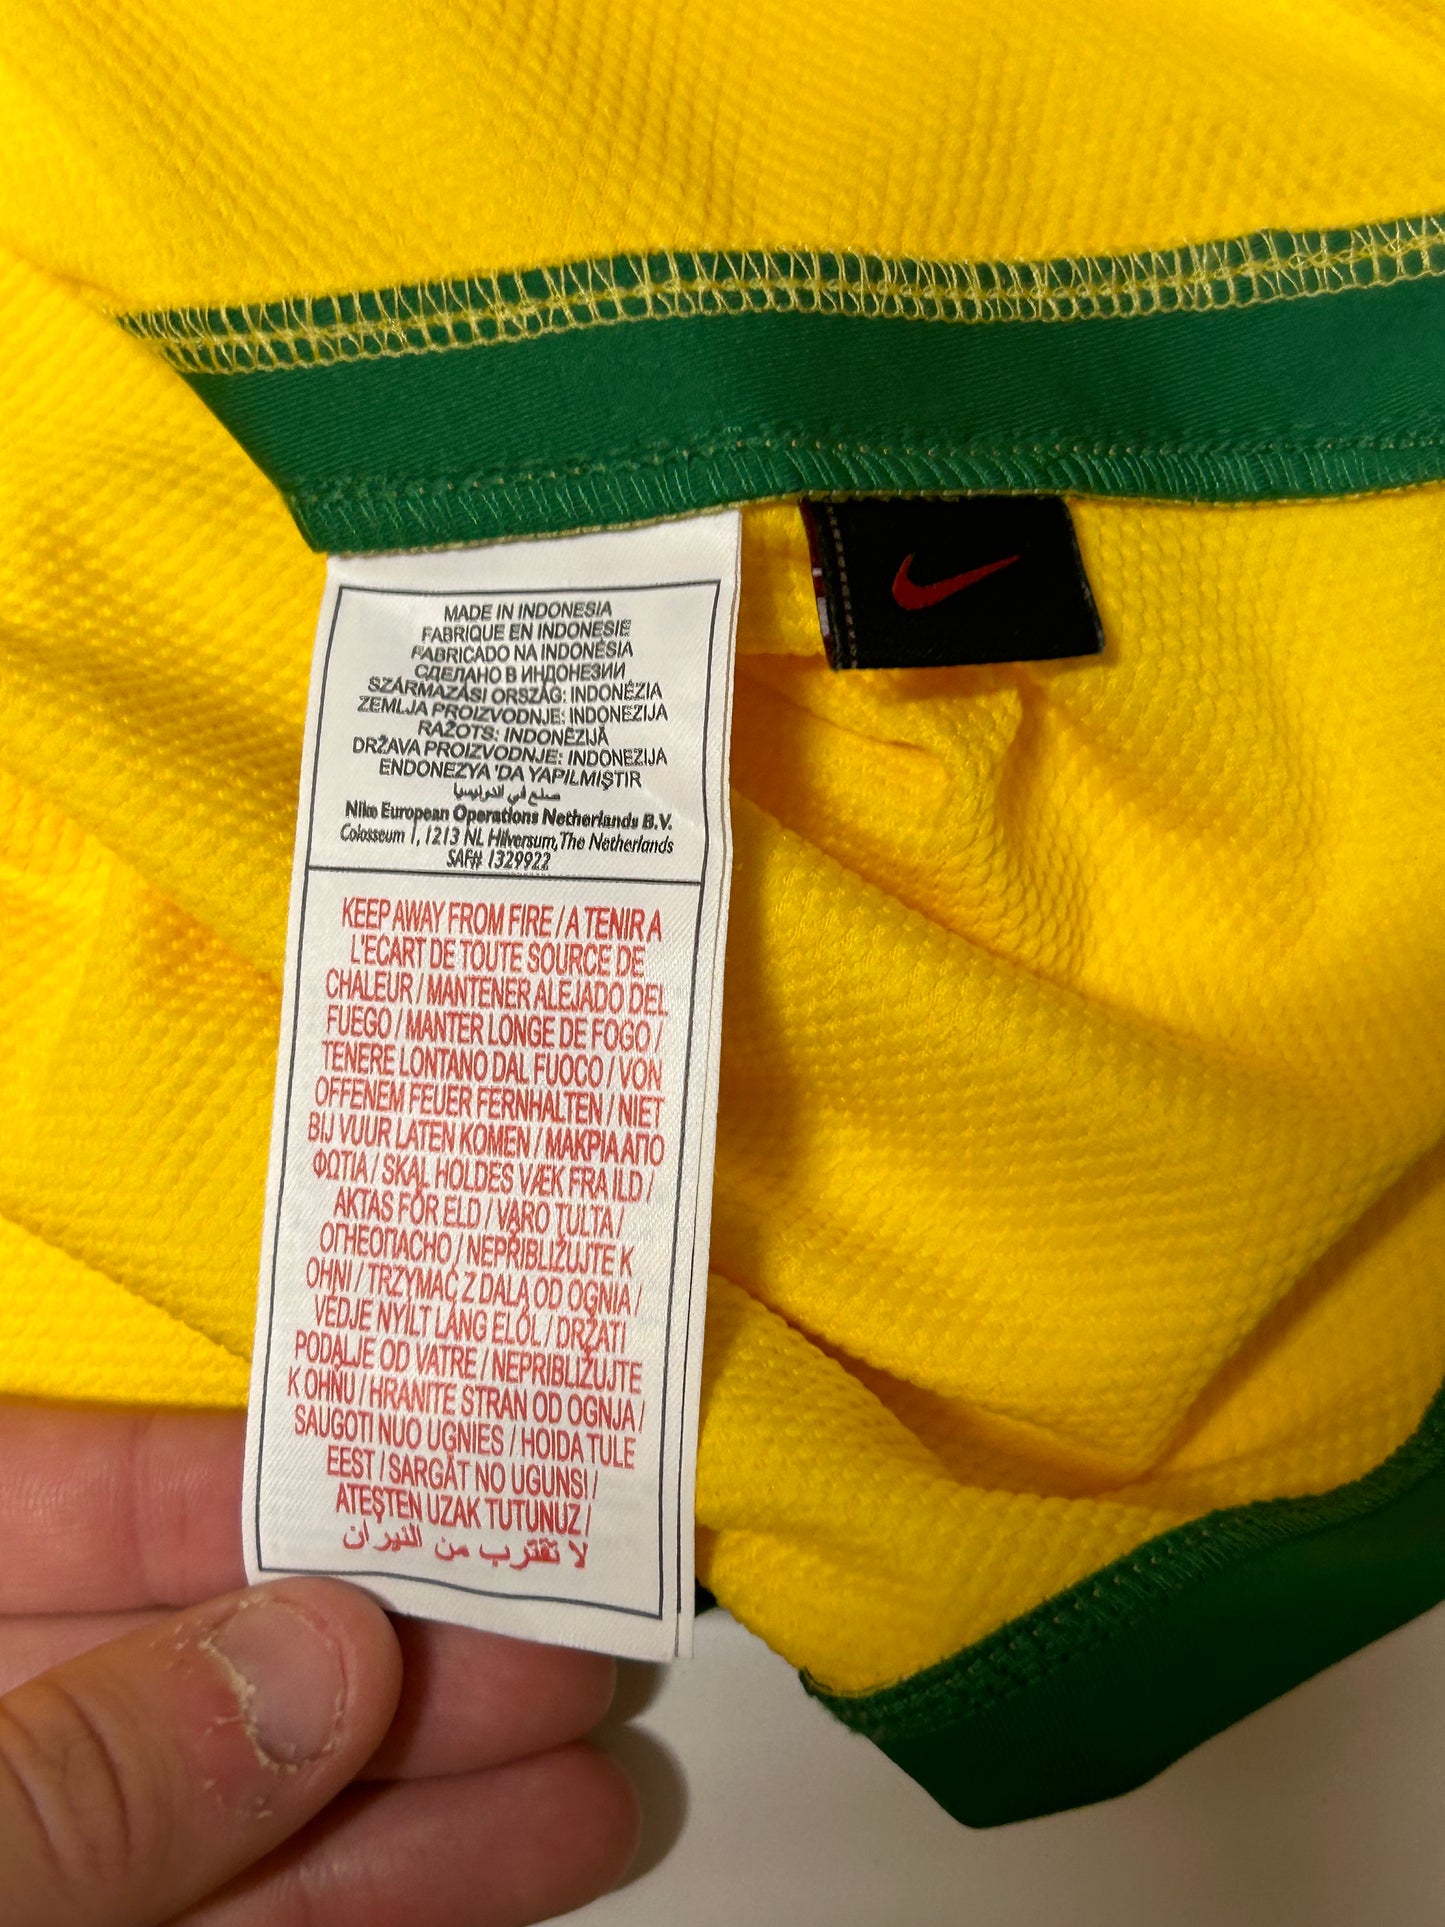 MADE IN INDONESIA
FABRIQUE EN INDONESIE
FABRICADO NA INDONÉSIA
СДЕЛАНО В ИНДОНЕЗИИ
SZÁRMAZÁSI ORSZÁG: INDONÉZIA
ZEMLJA PROIZVODNJE: INDONEZIJA
RAŽOTS: INDONĒZIJĀ
DRŽAVA PROIZVODNJE: INDONEZIJA
ENDONEZYA 'DA YAPILMIŞTIR
صنع في اندونيسيا
Nike European Operations Netherlands B.V.
Colosseum 1, 1213 NL Hilversum, The Netherlands
SAF# 1329922
KEEP AWAY FROM FIRE / A TENIR A
L'ECART DE TOUTE SOURCE DE
CHALEUR / MANTENER ALEJADO DEL
FUEGO / MANTER LONGE DE FOGO /
TENERE LONTANO DAL FUOCO / VON
OFFENEM FEUER FERNHALTEN / NIET
BIJ VUUR LATEN KOMEN / ΜΑΚΡΙΑ ΑΠΟ
ΦΩΤΙΑ / SKAL HOLDES VÆK FRA ILD /
AKTAS FÖR ELD / VARO TULTA /
ОГНЕОПАСНО / NEPŘIBLIŽUJTE K
OHNI / TRZYMAĆ Z DALA OD OGNIA /
VÉDJE NYÍLT LÁNG ELŐL / DRŽATI
PODALJE OD VATRE / NEPRIBLIŽUJTE
K OHŇU / HRANITE STRAN OD OGNJA /
SAUGOTI NUO UGNIES / HOIDA TULE
EEST / SARGĀT NO UGUNS! /
ATEŞTEN UZAK TUTUNUZ /
لا تقترب من النيران